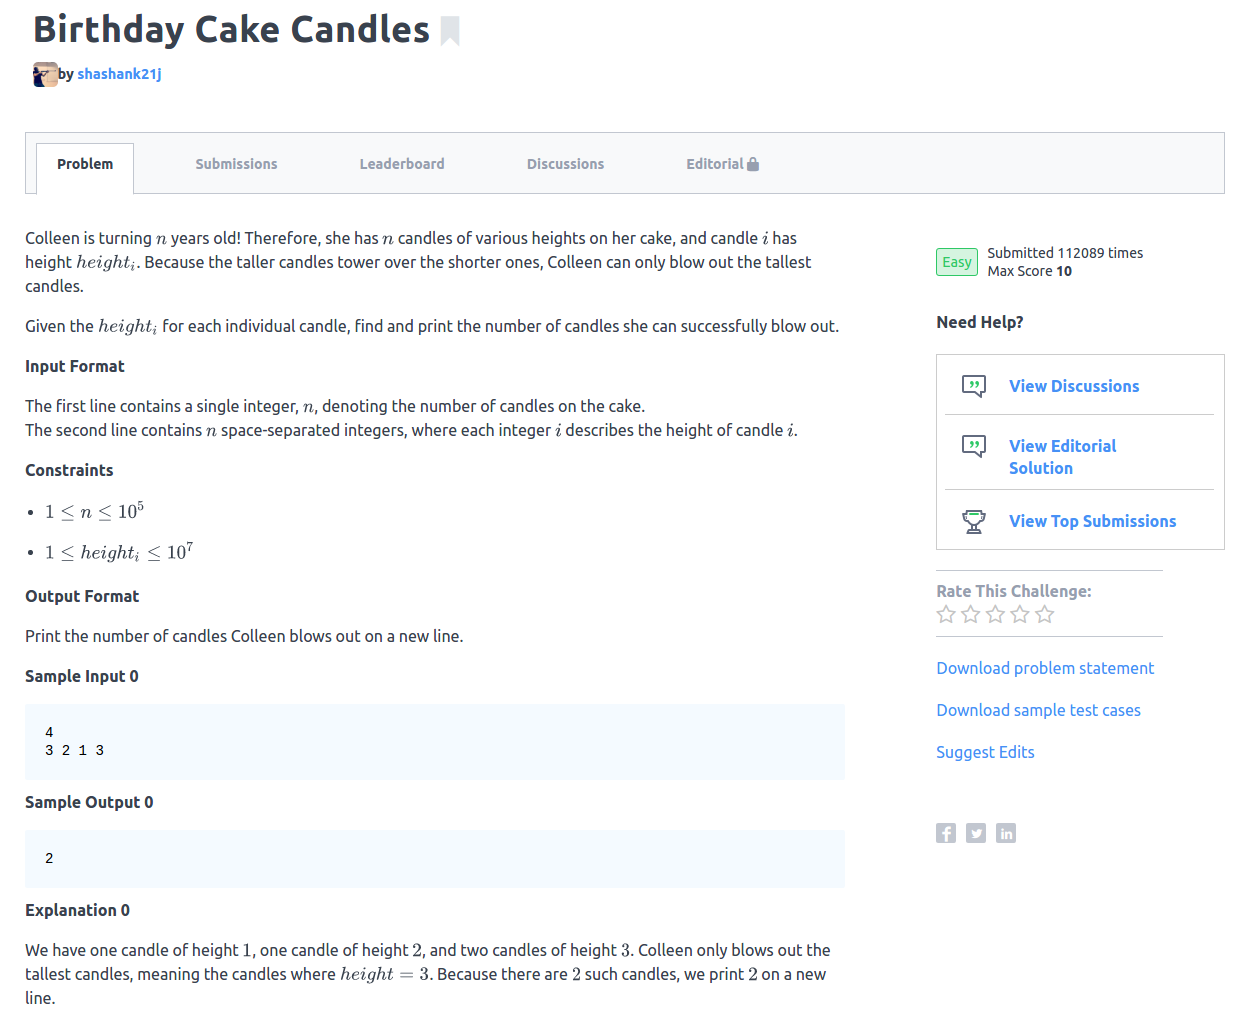 Birthday Cake Candles
by shashank21j
Problem Submissions Leaderboard Discussions Editorial
Colleen is turning n years old! Therefore, she has n candles of various heights on her cake, and candle i has
height height_i. Because the taller candles tower over the shorter ones, Colleen can only blow out the tallest
candles.
Given the height_i for each individual candle, find and print the number of candles she can successfully blow out.
Input Format
The first line contains a single integer, n, denoting the number of candles on the cake.
The second line contains n space-separated integers, where each integer i describes the height of candle i.
Constraints
• 1 ≤ n ≤ 10^5
• 1 ≤ height_i ≤ 10^7
Output Format
Print the number of candles Colleen blows out on a new line.
Sample Input 0
4
3 2 1 3
Sample Output 0
2
Explanation 0
We have one candle of height 1, one candle of height 2, and two candles of height 3. Colleen only blows out the
tallest candles, meaning the candles where height = 3. Because there are 2 such candles, we print 2 on a new
line.
Easy
Submitted 112089 times
Max Score 10
Need Help?
View Discussions
View Editorial
Solution
View Top Submissions
Rate This Challenge:
Download problem statement
Download sample test cases
Suggest Edits